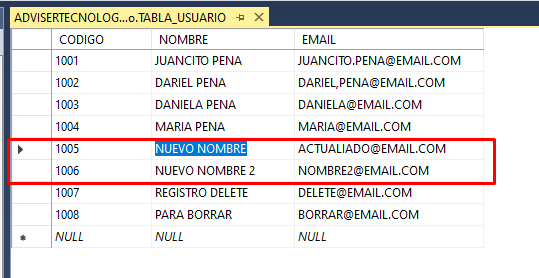 ADVISERTECNOLOG...o.TABLA_USUARIO
CODIGO NOMBRE EMAIL
1001 JUANCITO PENA JUANCITO.PENA@EMAIL.COM
1002 DARIEL PENA DARIEL,PENA@EMAIL.COM
1003 DANIELA PENA DANIELA@EMAIL.COM
1004 MARIA PENA MARIA@EMAIL.COM
1005 NUEVO NOMBRE ACTUALIADO@EMAIL.COM
1006 NUEVO NOMBRE 2 NOMBRE2@EMAIL.COM
1007 REGISTRO DELETE DELETE@EMAIL.COM
1008 PARA BORRAR BORRAR@EMAIL.COM
NULL NULL NULL